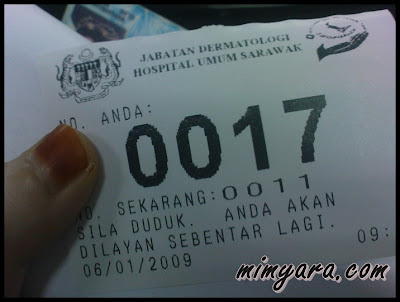 JABATAN DERMATOLOGI
HOSPITAL UMUM SARAWAK
NO. ANDA:
0017
NO. SEKARANG:0011
SILA DUDUK. ANDA AKAN
DILAYAN SEBENTAR LAGI.
06/01/2009 09:
mimyara.com